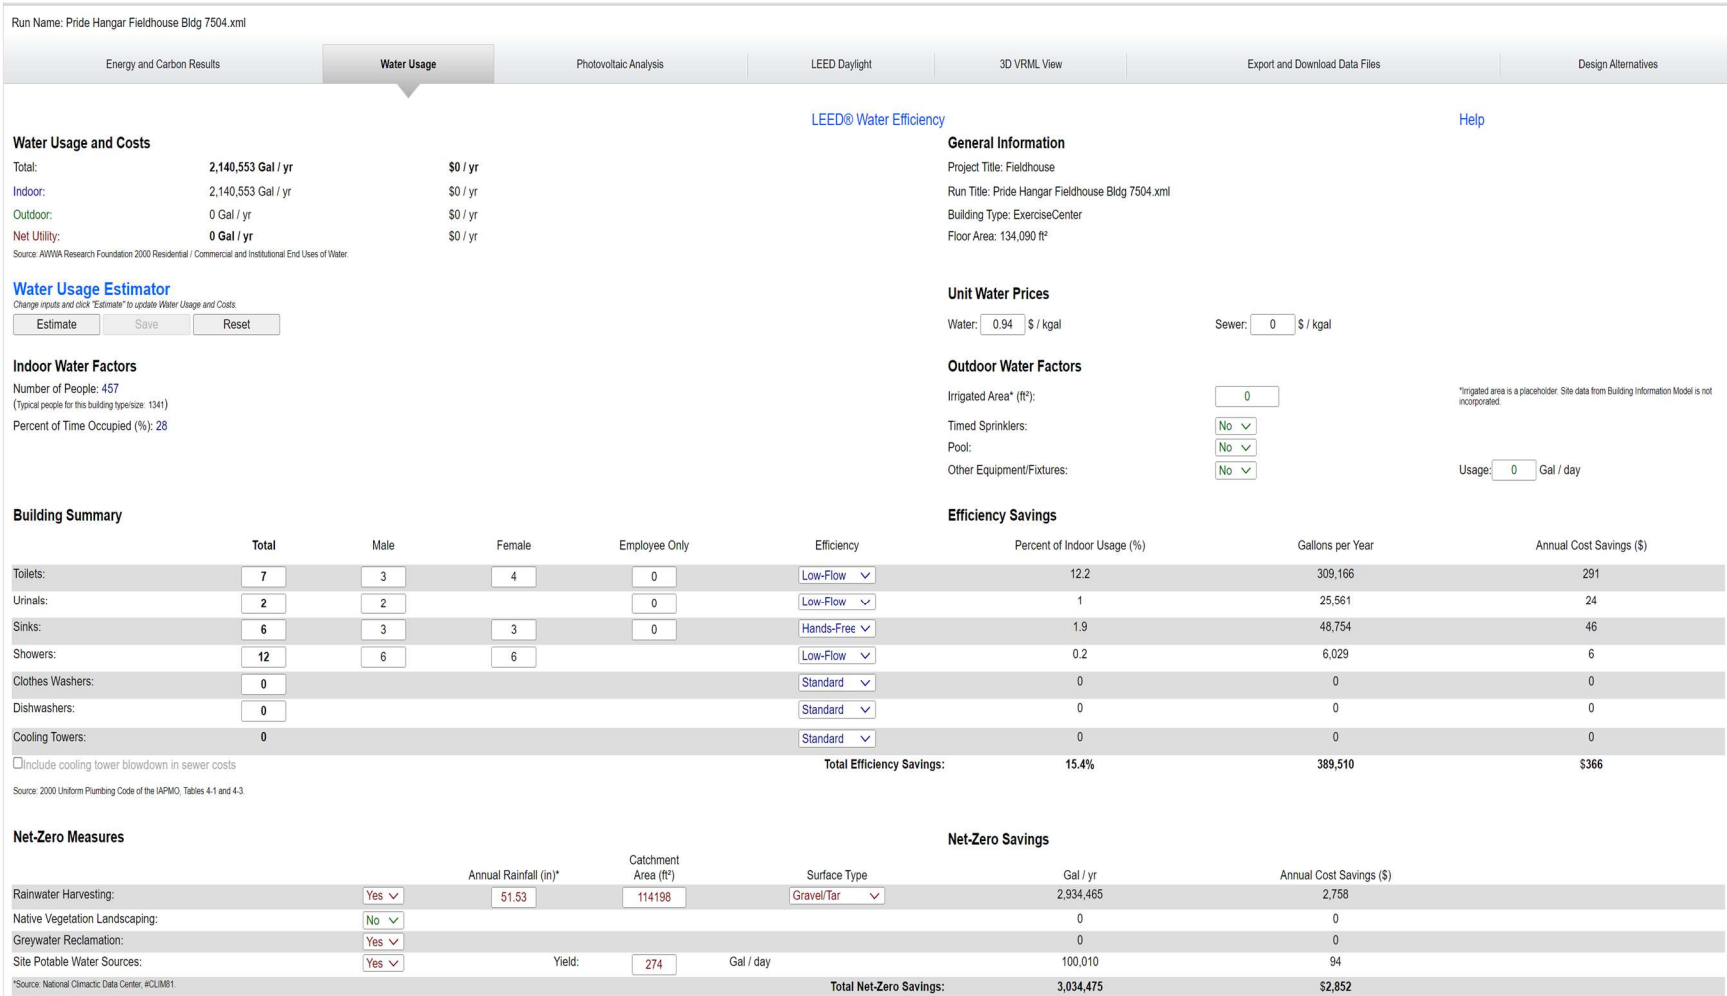 Run Name: Pride Hangar Fieldhouse Bldg 7504.xml
Energy and Carbon Results Water Usage Photovoltaic Analysis LEED Daylight 3D VRML View Export and Download Data Files Design Alternatives
LEED® Water Efficiency Help
Water Usage and Costs General Information
Total: 2,140,553 Gal / yr $0 / yr Project Title: Fieldhouse
Indoor: 2,140,553 Gal / yr $0 / yr Run Title: Pride Hangar Fieldhouse Bldg 7504.xml
Outdoor: 0 Gal / yr $0 / yr Building Type: ExerciseCenter
Net Utility: 0 Gal / yr $0 / yr Floor Area: 134,090 ft²
Source: AWWA Research Foundation 2000 Residential / Commercial and Institutional End Uses of Water.
Water Usage Estimator Unit Water Prices
Change inputs and click "Estimate" to update Water Usage and Costs.
Estimate Save Reset Water: 0.94 $ / kgal Sewer: 0 $ / kgal
Indoor Water Factors Outdoor Water Factors
Number of People: 457 Irrigated Area* (ft²): 0 *Irrigated area is a placeholder. Site data from Building Information Model is not
incorporated.
(Typical people for this building type/size: 1341)
Percent of Time Occupied (%): 28 Timed Sprinklers: No
Pool: No
Other Equipment/Fixtures: No Usage: 0 Gal / day
Building Summary Efficiency Savings
Total Male Female Employee Only Efficiency Percent of Indoor Usage (%) Gallons per Year Annual Cost Savings ($)
Toilets: 7 3 4 0 Low-Flow 12.2 309,166 291
Urinals: 2 2 0 Low-Flow 1 25,561 24
Sinks: 6 3 3 0 Hands-Free 1.9 48,754 46
Showers: 12 6 6 Low-Flow 0.2 6,029 6
Clothes Washers: 0 Standard 0 0 0
Dishwashers: 0 Standard 0 0 0
Cooling Towers: 0 Standard 0 0 0
Include cooling tower blowdown in sewer costs Total Efficiency Savings: 15.4% 389,510 $366
Source: 2000 Uniform Plumbing Code of the IAPMO, Tables 4-1 and 4-3.
Net-Zero Measures Net-Zero Savings
Annual Rainfall (in)* Catchment Area (ft²) Surface Type Gal / yr Annual Cost Savings ($)
Rainwater Harvesting: Yes 51.53 114198 Gravel/Tar 2,934,465 2,758
Native Vegetation Landscaping: No 0 0
Greywater Reclamation: Yes 0 0
Site Potable Water Sources: Yes Yield: 274 Gal / day 100,010 94
*Source: National Climactic Data Center, #CLIM81. Total Net-Zero Savings: 3,034,475 $2,852